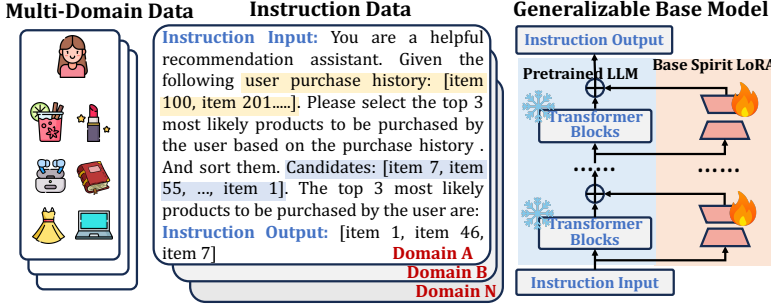 Multi-Domain Data
Instruction Data
Instruction Input: You are a helpful
recommendation assistant. Given the
following user purchase history: [item
100, item 201.....]. Please select the top 3
most likely products to be purchased by
the user based on the purchase history .
And sort them. Candidates: [item 7, item
55, ..., item 1]. The top 3 most likely
products to be purchased by the user are:
Instruction Output: [item 1, item 46,
item 7]
Domain A
Domain B
Domain N
Generalizable Base Model
Instruction Output
Pretrained LLM
Base Spirit LoRA
Transformer
Blocks
......
......
Transformer
Blocks
Instruction Input